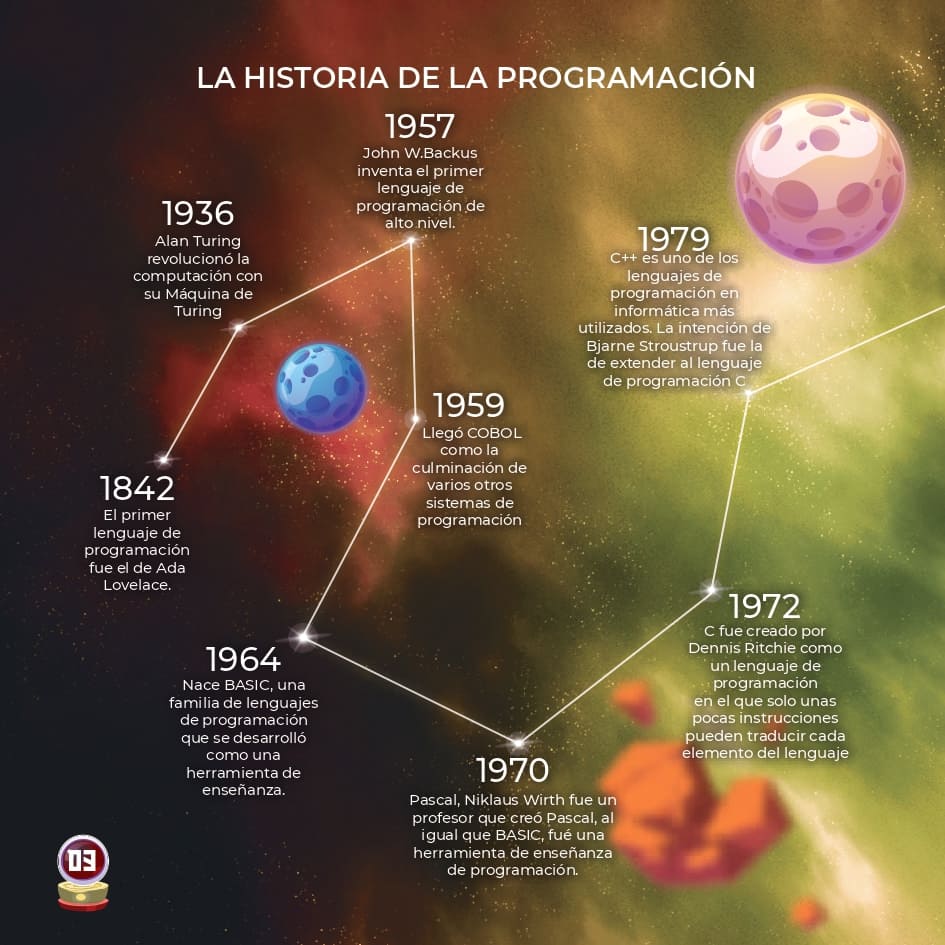 LA HISTORIA DE LA PROGRAMACIÓN
1842
El primer
lenguaje de
programación
fue el de Ada
Lovelace.
1936
Alan Turing
revolucionó la
computación con
su Máquina de
Turing
1957
John W.Backus
inventa el primer
lenguaje de
programación de
alto nivel.
1959
Llegó COBOL
como la
culminación de
varios otros
sistemas de
programación
1964
Nace BASIC, una
familia de lenguajes
de programación
que se desarrolló
como una
herramienta de
enseñanza.
1970
Pascal, Niklaus Wirth fue un
profesor que creó Pascal, al
igual que BASIC, fué una
herramienta de enseñanza
de programación.
1972
C fue creado por
Dennis Ritchie como
un lenguaje de
programación
en el que solo unas
pocas instrucciones
pueden traducir cada
elemento del lenguaje
1979
C++ es uno de los
lenguajes de
programación en
informática más
utilizados. La intención de
Bjarne Stroustrup fue la
de extender al lenguaje
de programación C